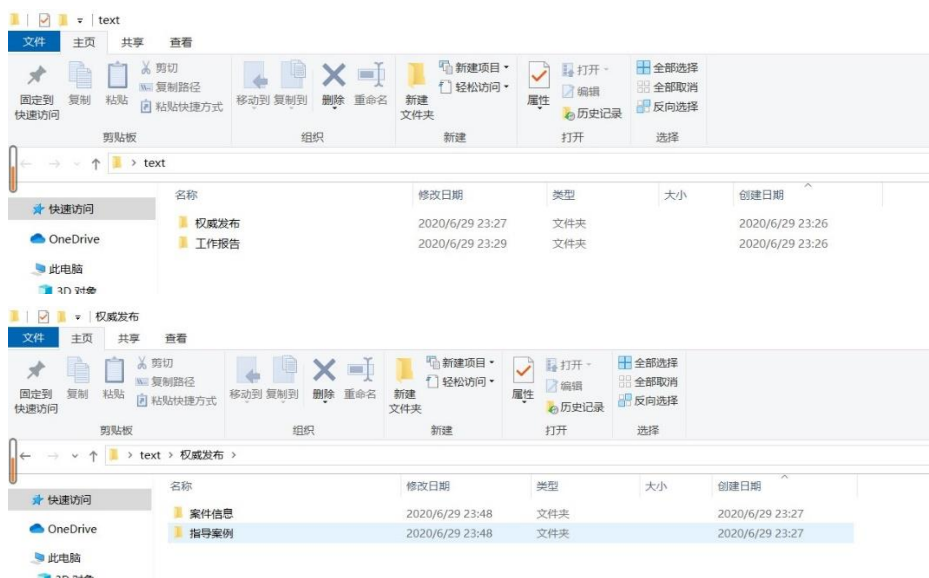 text
文件 主页 共享 查看
固定到快速访问 复制 粘贴 剪切 复制路径 粘贴快捷方式 移动到 复制到 删除 重命名 新建文件夹 新建项目 轻松访问 属性 打开 编辑 历史记录 全部选择 全部取消 反向选择
剪贴板 组织 新建 打开 选择
text
名称 修改日期 类型 大小 创建日期
快速访问
权威发布 2020/6/29 23:27 文件夹 2020/6/29 23:26
OneDrive
工作报告 2020/6/29 23:29 文件夹 2020/6/29 23:26
此电脑
3D 对象
权威发布
文件 主页 共享 查看
固定到快速访问 复制 粘贴 剪切 复制路径 粘贴快捷方式 移动到 复制到 删除 重命名 新建文件夹 新建项目 轻松访问 属性 打开 编辑 历史记录 全部选择 全部取消 反向选择
剪贴板 组织 新建 打开 选择
text > 权威发布 >
名称 修改日期 类型 大小 创建日期
快速访问
案件信息 2020/6/29 23:48 文件夹 2020/6/29 23:27
OneDrive
指导案例 2020/6/29 23:48 文件夹 2020/6/29 23:27
此电脑